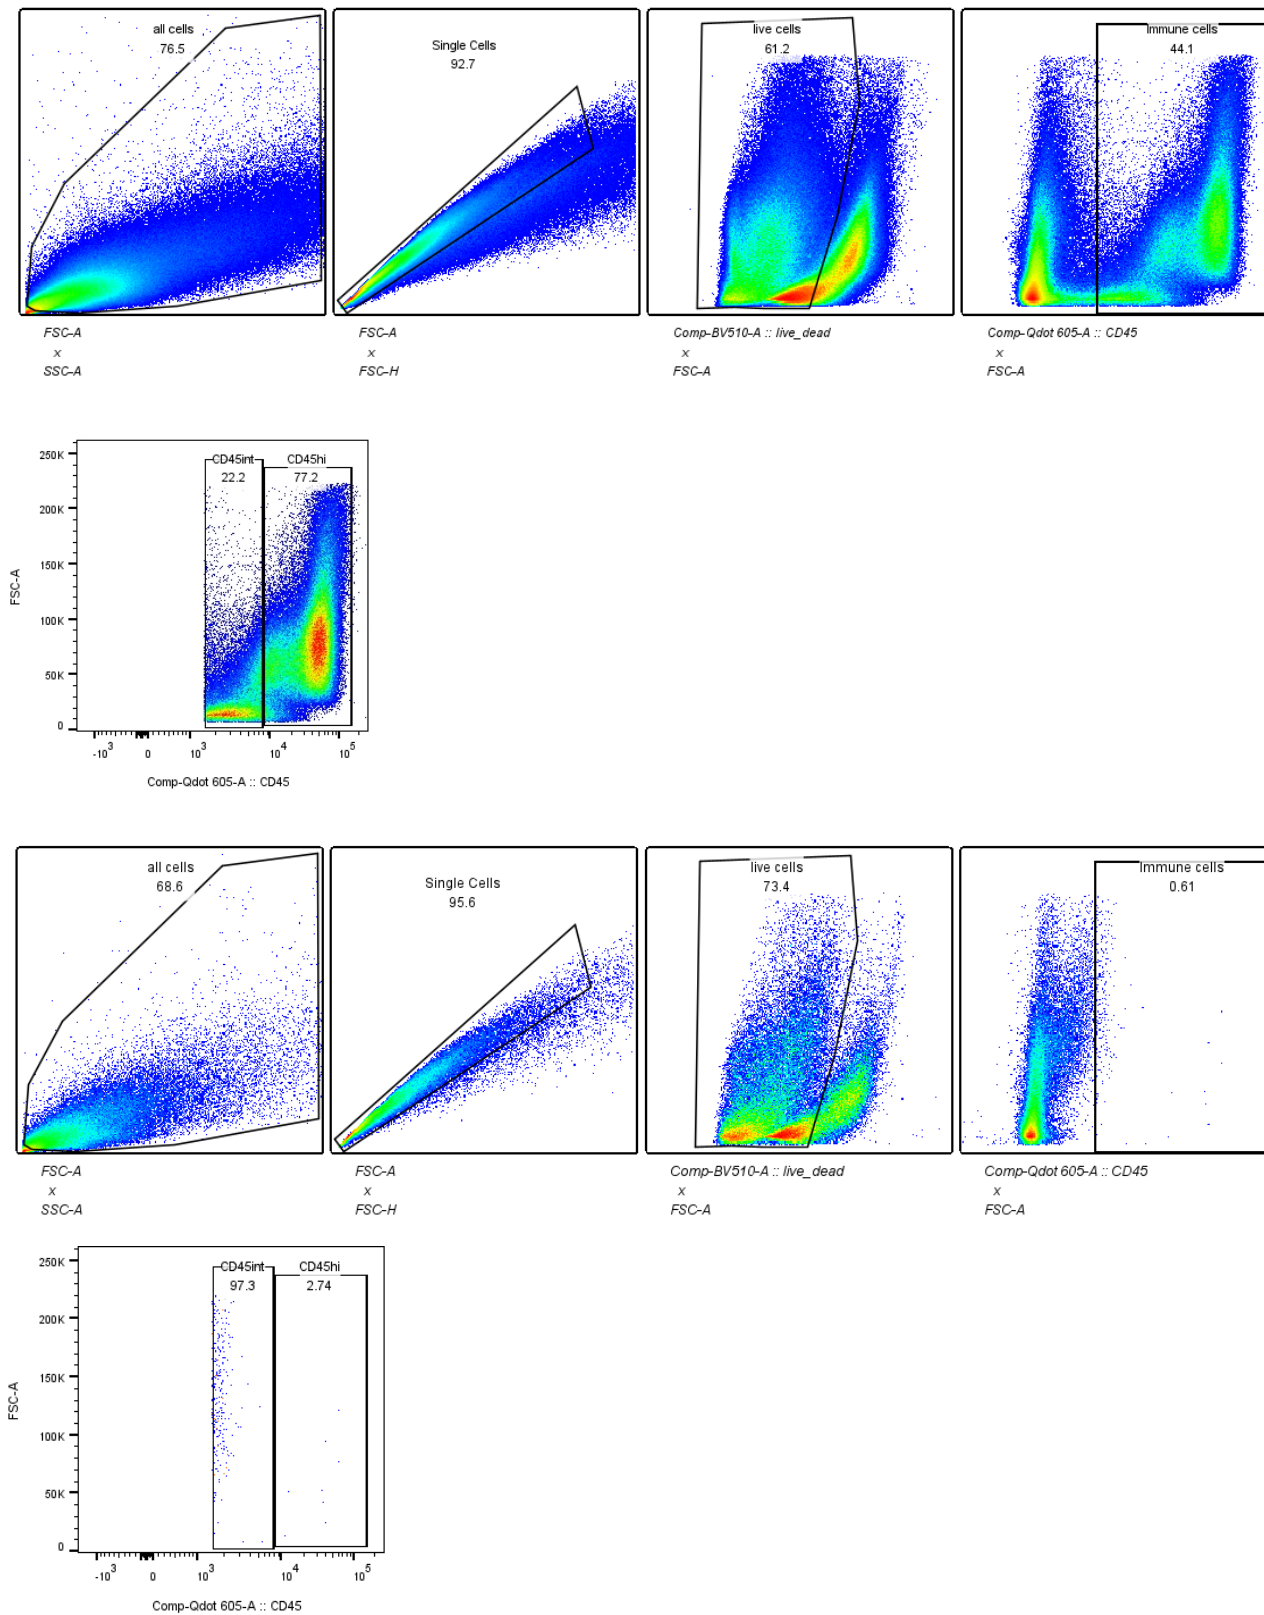 all cells
76.5
Single Cells
92.7
live cells
61.2
Immune cells
44.1
FSC-A
x
SSC-A
FSC-A
x
FSC-H
Comp-BV510-A :: live_dead
x
FSC-A
Comp-Qdot 605-A :: CD45
x
FSC-A
CD45int
22.2
CD45hi
77.2
250K
200K
150K
100K
50K
0
FSC-A
-10^3 0 10^3 10^4 10^5
Comp-Qdot 605-A :: CD45
all cells
68.6
Single Cells
95.6
live cells
73.4
Immune cells
0.61
FSC-A
x
SSC-A
FSC-A
x
FSC-H
Comp-BV510-A :: live_dead
x
FSC-A
Comp-Qdot 605-A :: CD45
x
FSC-A
CD45int
97.3
CD45hi
2.74
250K
200K
150K
100K
50K
0
FSC-A
-10^3 0 10^3 10^4 10^5
Comp-Qdot 605-A :: CD45